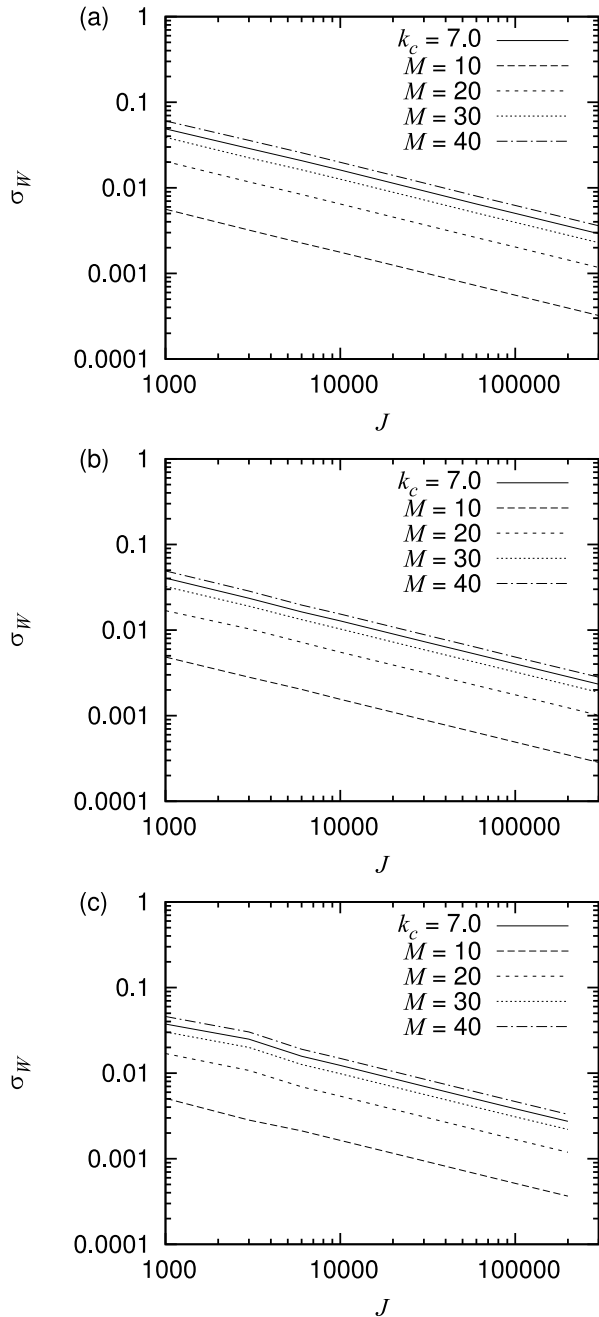 (a)
1
0.1
0.01
0.001
0.0001
σW
k_c = 7.0
M = 10
M = 20
M = 30
M = 40
1000
10000
100000
J
(b)
1
0.1
0.01
0.001
0.0001
σW
k_c = 7.0
M = 10
M = 20
M = 30
M = 40
1000
10000
100000
J
(c)
1
0.1
0.01
0.001
0.0001
σW
k_c = 7.0
M = 10
M = 20
M = 30
M = 40
1000
10000
100000
J